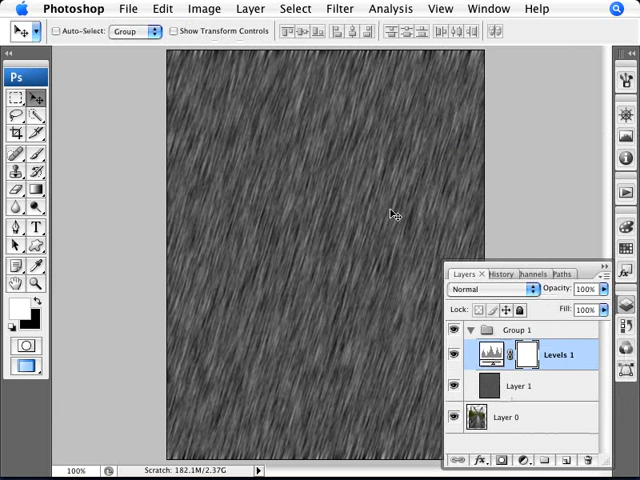 Photoshop File Edit Image Layer Select Filter Analysis View Window Help
Auto-Select: Group Show Transform Controls
Ps
Layers × History Channels Paths
Normal Opacity: 100%
Lock: Fill: 100%
Group 1
Levels 1
Layer 1
Layer 0
fx
100% Scratch: 182.1M/2.37G